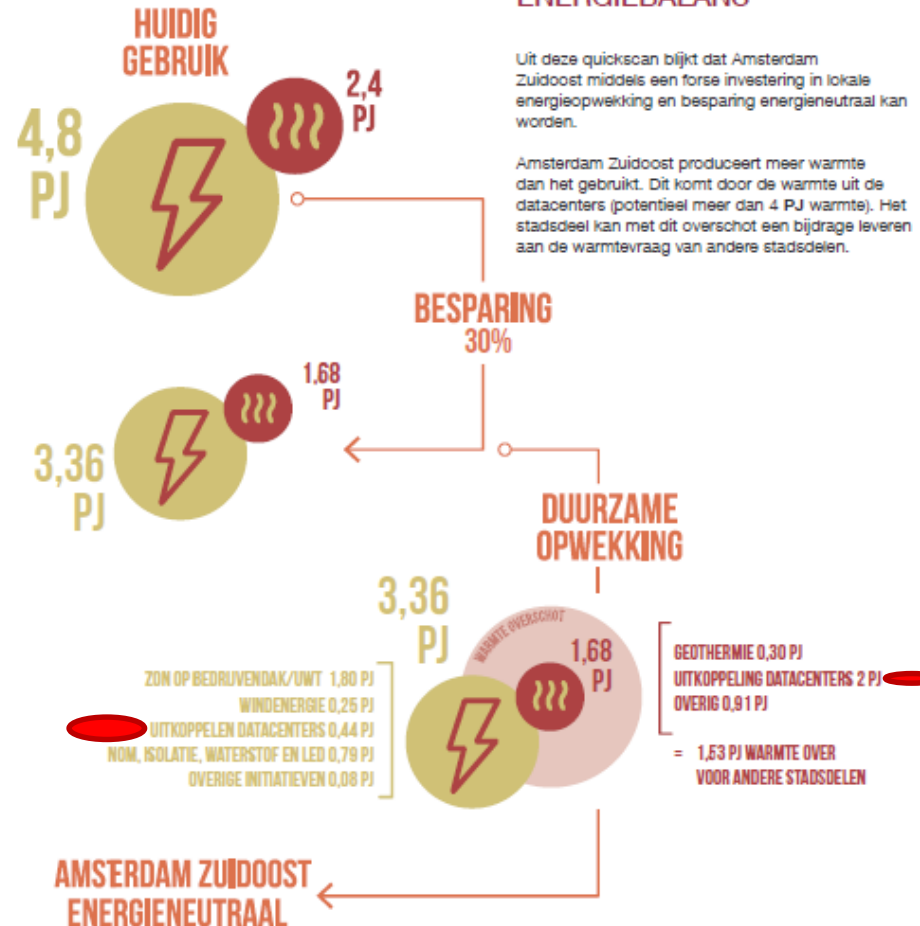 ENERGIEBALANS
HUIDIG
GEBRUIK
4,8
PJ
2,4
PJ
Uit deze quickscan blijkt dat Amsterdam
Zuidoost middels een forse investering in lokale
energieopwekking en besparing energieneutraal kan
worden.
Amsterdam Zuidoost produceert meer warmte
dan het gebruikt. Dit komt door de warmte uit de
datacenters (potentieel meer dan 4 PJ warmte). Het
stadsdeel kan met dit overschot een bijdrage leveren
aan de warmtevraag van andere stadsdelen.
BESPARING
30%
3,36
PJ
1,68
PJ
DUURZAME
OPWEKKING
3,36
PJ
WARMTE OVERSCHOT
1,68
PJ
ZON OP BEDRIJVENDAK/UWT 1,80 PJ
WINDENERGIE 0,25 PJ
UITKOPPELEN DATACENTERS 0,44 PJ
NOM, ISOLATIE, WATERSTOF EN LED 0,79 PJ
OVERIGE INITIATIEVEN 0,08 PJ
GEOTHERMIE 0,30 PJ
UITKOPPELING DATACENTERS 2 PJ
OVERIG 0,91 PJ
= 1,53 PJ WARMTE OVER
VOOR ANDERE STADSDELEN
AMSTERDAM ZUIDOOST
ENERGIENEUTRAAL